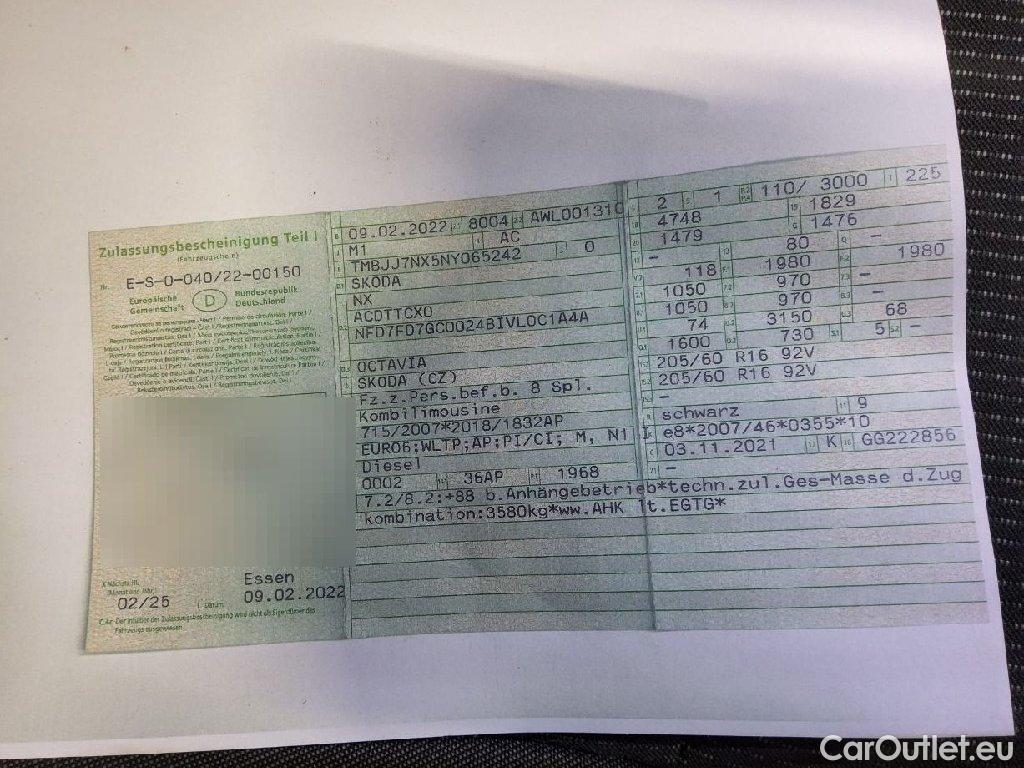 Zulassungsbescheinigung Teil I
(Fahrzeugschein)
Nr. E-S-0-040/22-00150
Europäische Gemeinschaft
D
Bundesrepublik Deutschland
02/25
Essen
09.02.2022
09.02.2022 8004 AWL001310
M1 AC
TMBJJ7NX5NY065242 0
SKODA
NX
ACDTTCX0
NFD7FD7GC0024BIVLOC1A4A
OCTAVIA
SKODA (CZ)
Fz.z.Pers.bef.b. 8 Spl.
Kombilimousine
715/2007*2018/1832AP
EURO6;WLTP;AP;PI/CI; M, N1 I
Diesel
0002 36AP 1968
7.2/8.2:+88 b.Anhängebetrieb*techn.zul.Ges-Masse d.Zug
kombination:3580kg*ww.AHK lt.EGTG*
2 1 110/ 3000 225
4748 1829
1479 1476
– 80 –
118 1980 1980
1050 970 –
1050 970 –
74 3150 68
1600 730 5 –
205/60 R16 92V
205/60 R16 92V
schwarz 9
e8*2007/46*0355*10
03.11.2021 K GG222856
–
CarOutlet.eu